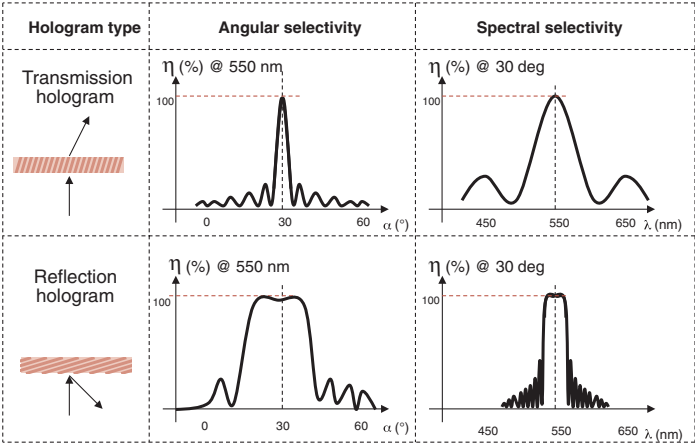 Hologram type
Angular selectivity
Spectral selectivity
Transmission
hologram
η (%) @ 550 nm
100
0 30 60 α (°)
η (%) @ 30 deg
100
450 550 650 λ (nm)
Reflection
hologram
η (%) @ 550 nm
100
0 30 60 α (°)
η (%) @ 30 deg
100
450 550 650 λ (nm)